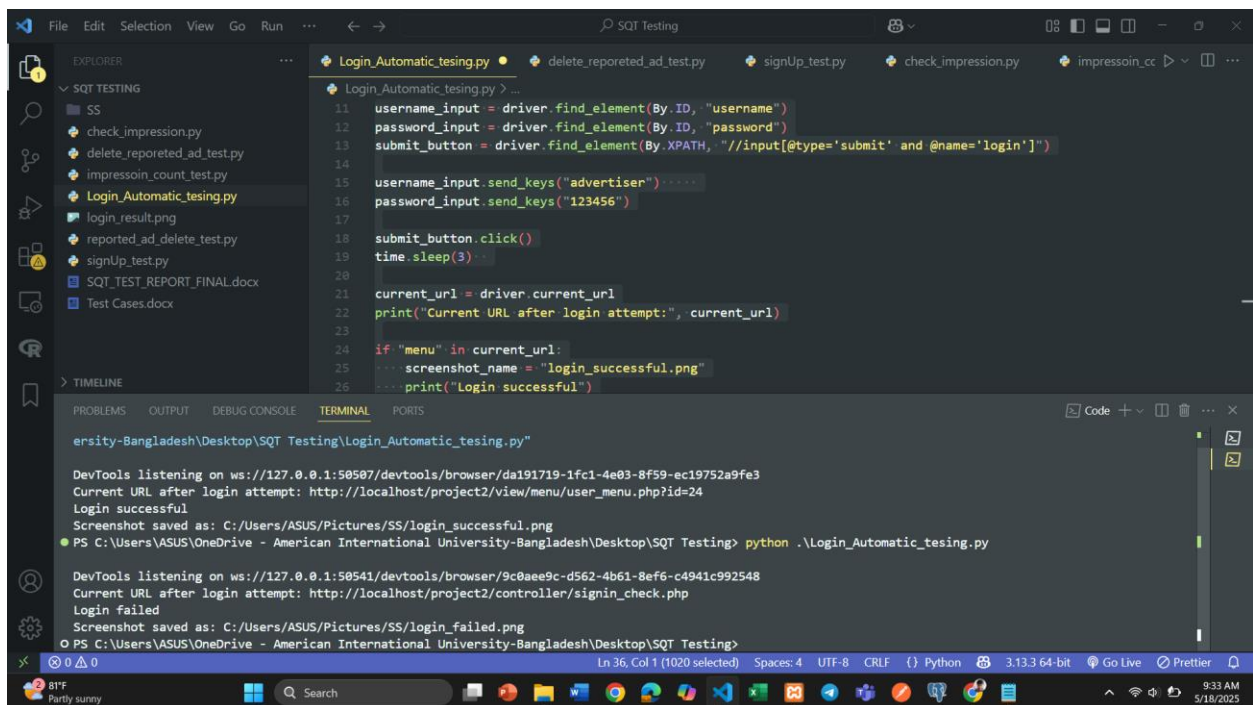 File Edit Selection View Go Run ··· ← → SQT Testing
EXPLORER ···
SQT TESTING
SS
check_impression.py
delete_reporeted_ad_test.py
impressoin_count_test.py
Login_Automatic_tesing.py
login_result.png
reported_ad_delete_test.py
signUp_test.py
SQT_TEST_REPORT_FINAL.docx
Test Cases.docx
TIMELINE
Login_Automatic_tesing.py ● delete_reporeted_ad_test.py signUp_test.py check_impression.py impressoin_cc
Login_Automatic_tesing.py > ...
11 username_input = driver.find_element(By.ID, "username")
12 password_input = driver.find_element(By.ID, "password")
13 submit_button = driver.find_element(By.XPATH, "//input[@type='submit' and @name='login']")
14
15 username_input.send_keys("advertiser")
16 password_input.send_keys("123456")
17
18 submit_button.click()
19 time.sleep(3)
20
21 current_url = driver.current_url
22 print("Current URL after login attempt:", current_url)
23
24 if "menu" in current_url:
25 screenshot_name = "login_successful.png"
26 print("Login successful")
PROBLEMS OUTPUT DEBUG CONSOLE TERMINAL PORTS Code
ersity-Bangladesh\Desktop\SQT Testing\Login_Automatic_tesing.py"
DevTools listening on ws://127.0.0.1:50507/devtools/browser/da191719-1fc1-4e03-8f59-ec19752a9fe3
Current URL after login attempt: http://localhost/project2/view/menu/user_menu.php?id=24
Login successful
Screenshot saved as: C:/Users/ASUS/Pictures/SS/login_successful.png
PS C:\Users\ASUS\OneDrive - American International University-Bangladesh\Desktop\SQT Testing> python .\Login_Automatic_tesing.py
DevTools listening on ws://127.0.0.1:50541/devtools/browser/9c0aee9c-d562-4b61-8ef6-c4941c992548
Current URL after login attempt: http://localhost/project2/controller/signin_check.php
Login failed
Screenshot saved as: C:/Users/ASUS/Pictures/SS/login_failed.png
PS C:\Users\ASUS\OneDrive - American International University-Bangladesh\Desktop\SQT Testing>
0 0 Ln 36, Col 1 (1020 selected) Spaces: 4 UTF-8 CRLF {} Python 3.13.3 64-bit Go Live Prettier
2 81°F
Partly sunny
Search
9:33 AM
5/18/2025